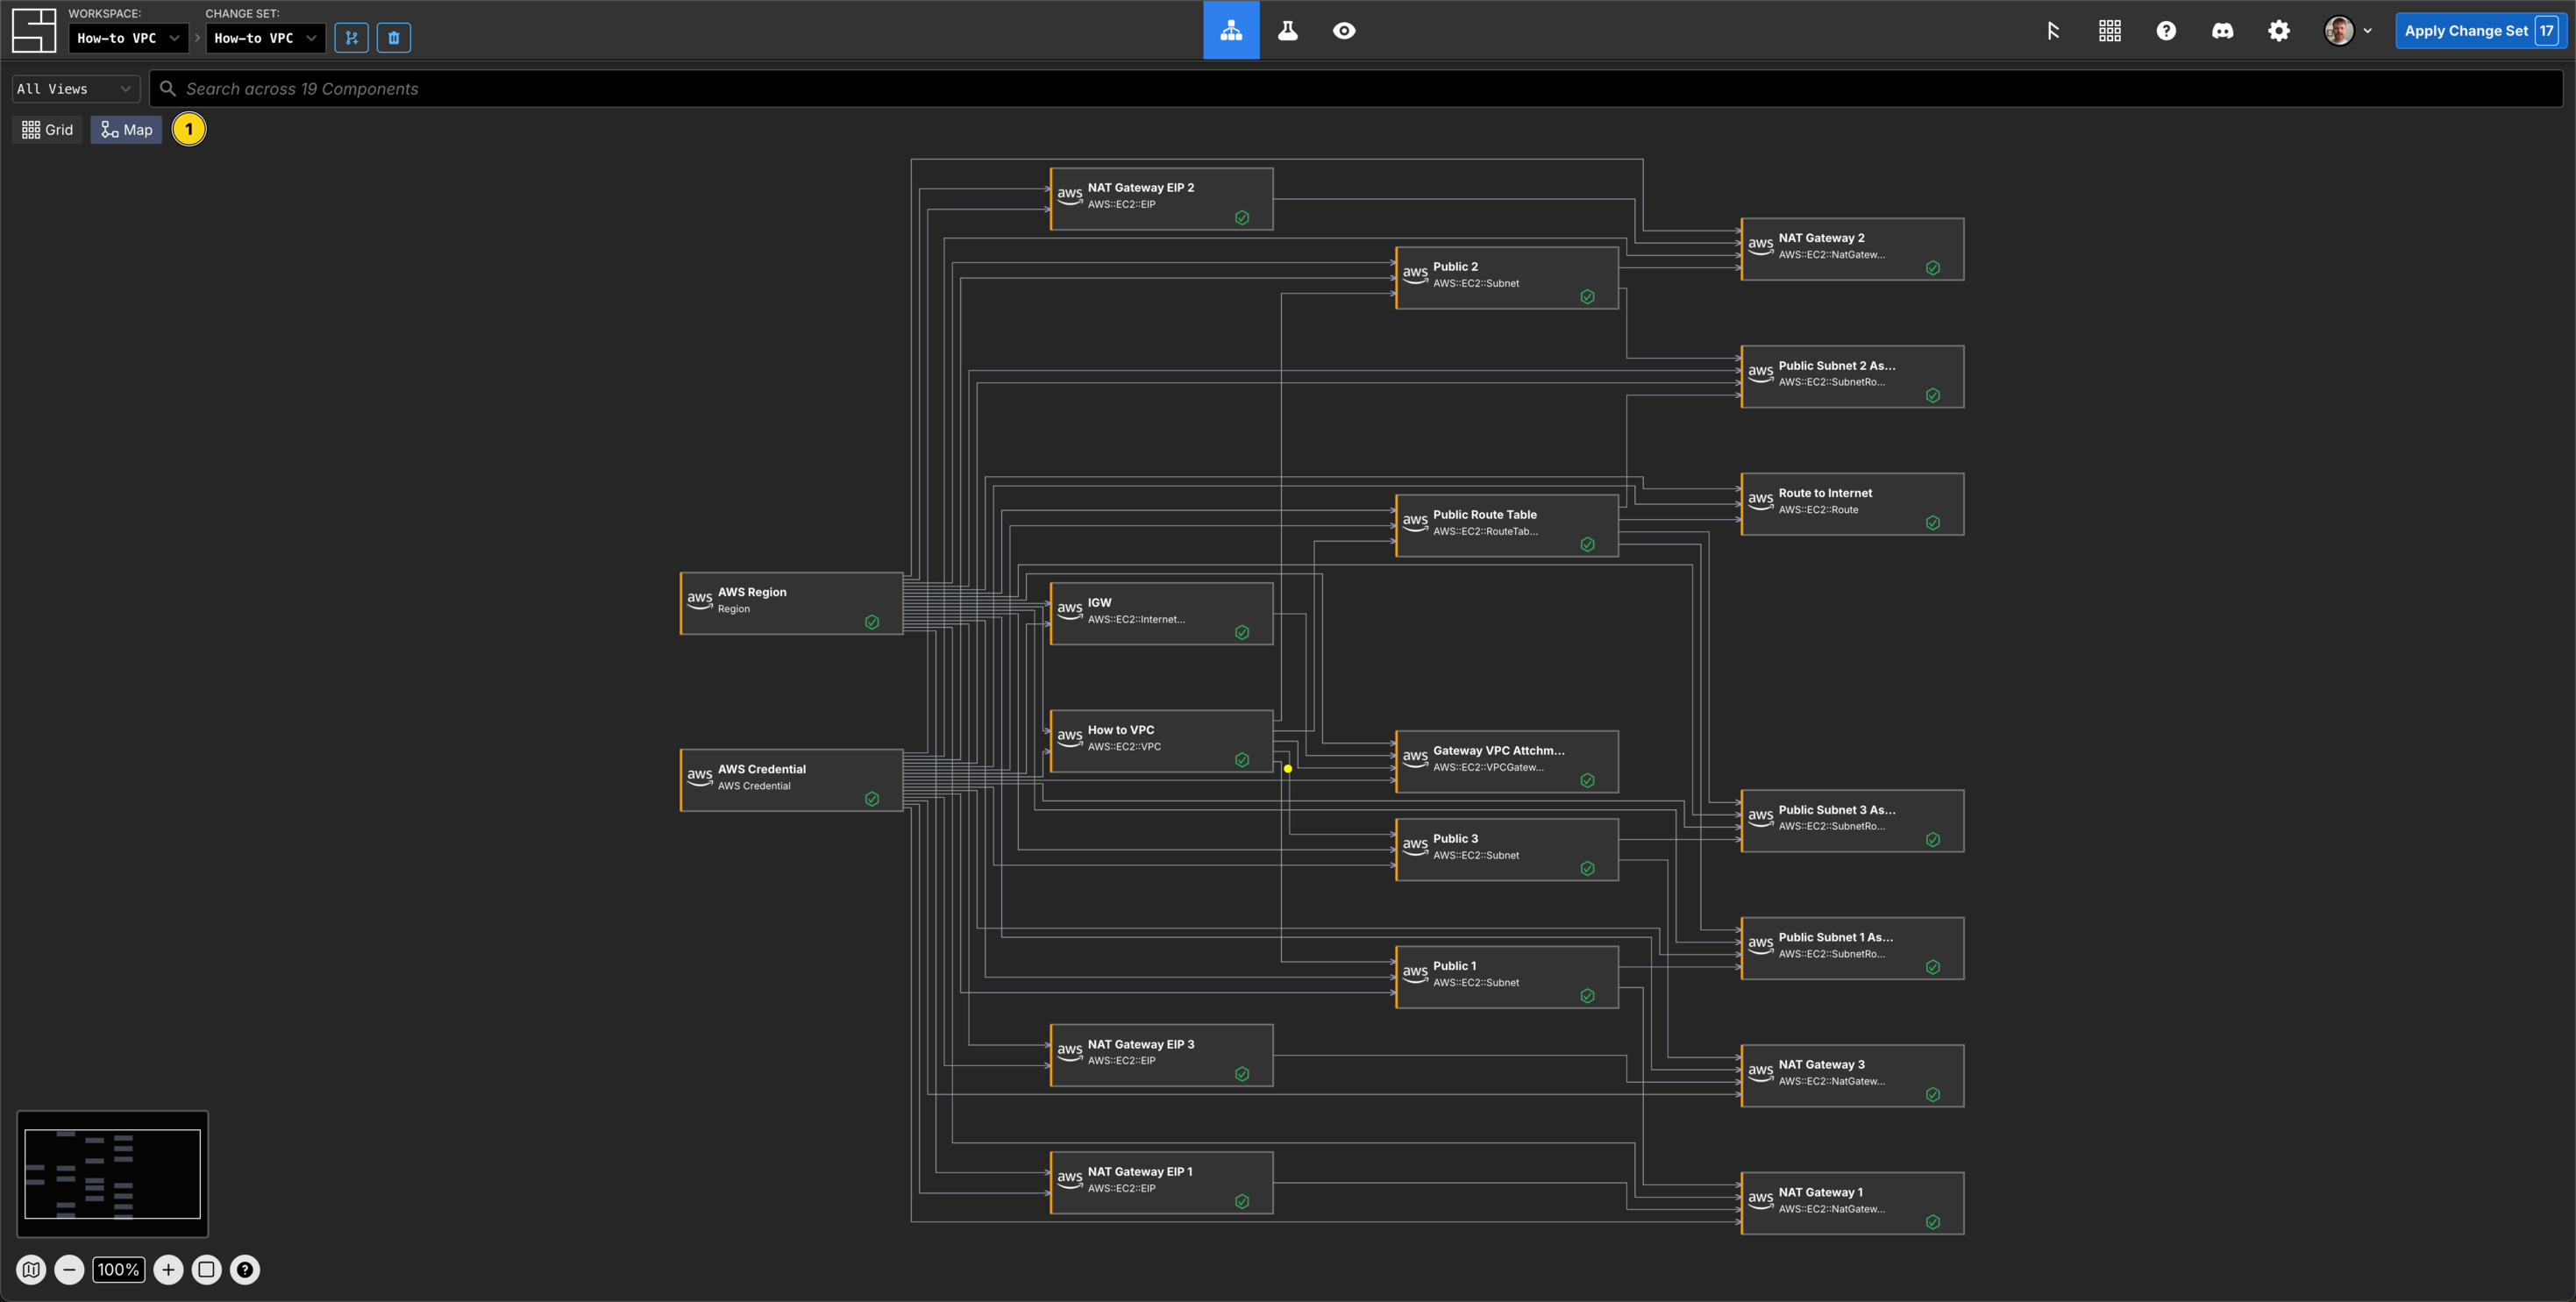 WORKSPACE:
How-to VPC
CHANGE SET:
How-to VPC
Apply Change Set 17
All Views
Search across 19 Components
Grid
Map
1
aws
NAT Gateway EIP 2
AWS::EC2::EIP
aws
NAT Gateway 2
AWS::EC2::NatGatew...
aws
Public 2
AWS::EC2::Subnet
aws
Public Subnet 2 As...
AWS::EC2::SubnetRo...
aws
Route to Internet
AWS::EC2::Route
aws
Public Route Table
AWS::EC2::RouteTab...
aws
AWS Region
Region
aws
IGW
AWS::EC2::Internet...
aws
How to VPC
AWS::EC2::VPC
aws
Gateway VPC Attchm...
AWS::EC2::VPCGatew...
aws
AWS Credential
AWS Credential
aws
Public 3
AWS::EC2::Subnet
aws
Public Subnet 3 As...
AWS::EC2::SubnetRo...
aws
Public Subnet 1 As...
AWS::EC2::SubnetRo...
aws
Public 1
AWS::EC2::Subnet
aws
NAT Gateway EIP 3
AWS::EC2::EIP
aws
NAT Gateway 3
AWS::EC2::NatGatew...
aws
NAT Gateway EIP 1
AWS::EC2::EIP
aws
NAT Gateway 1
AWS::EC2::NatGatew...
100%